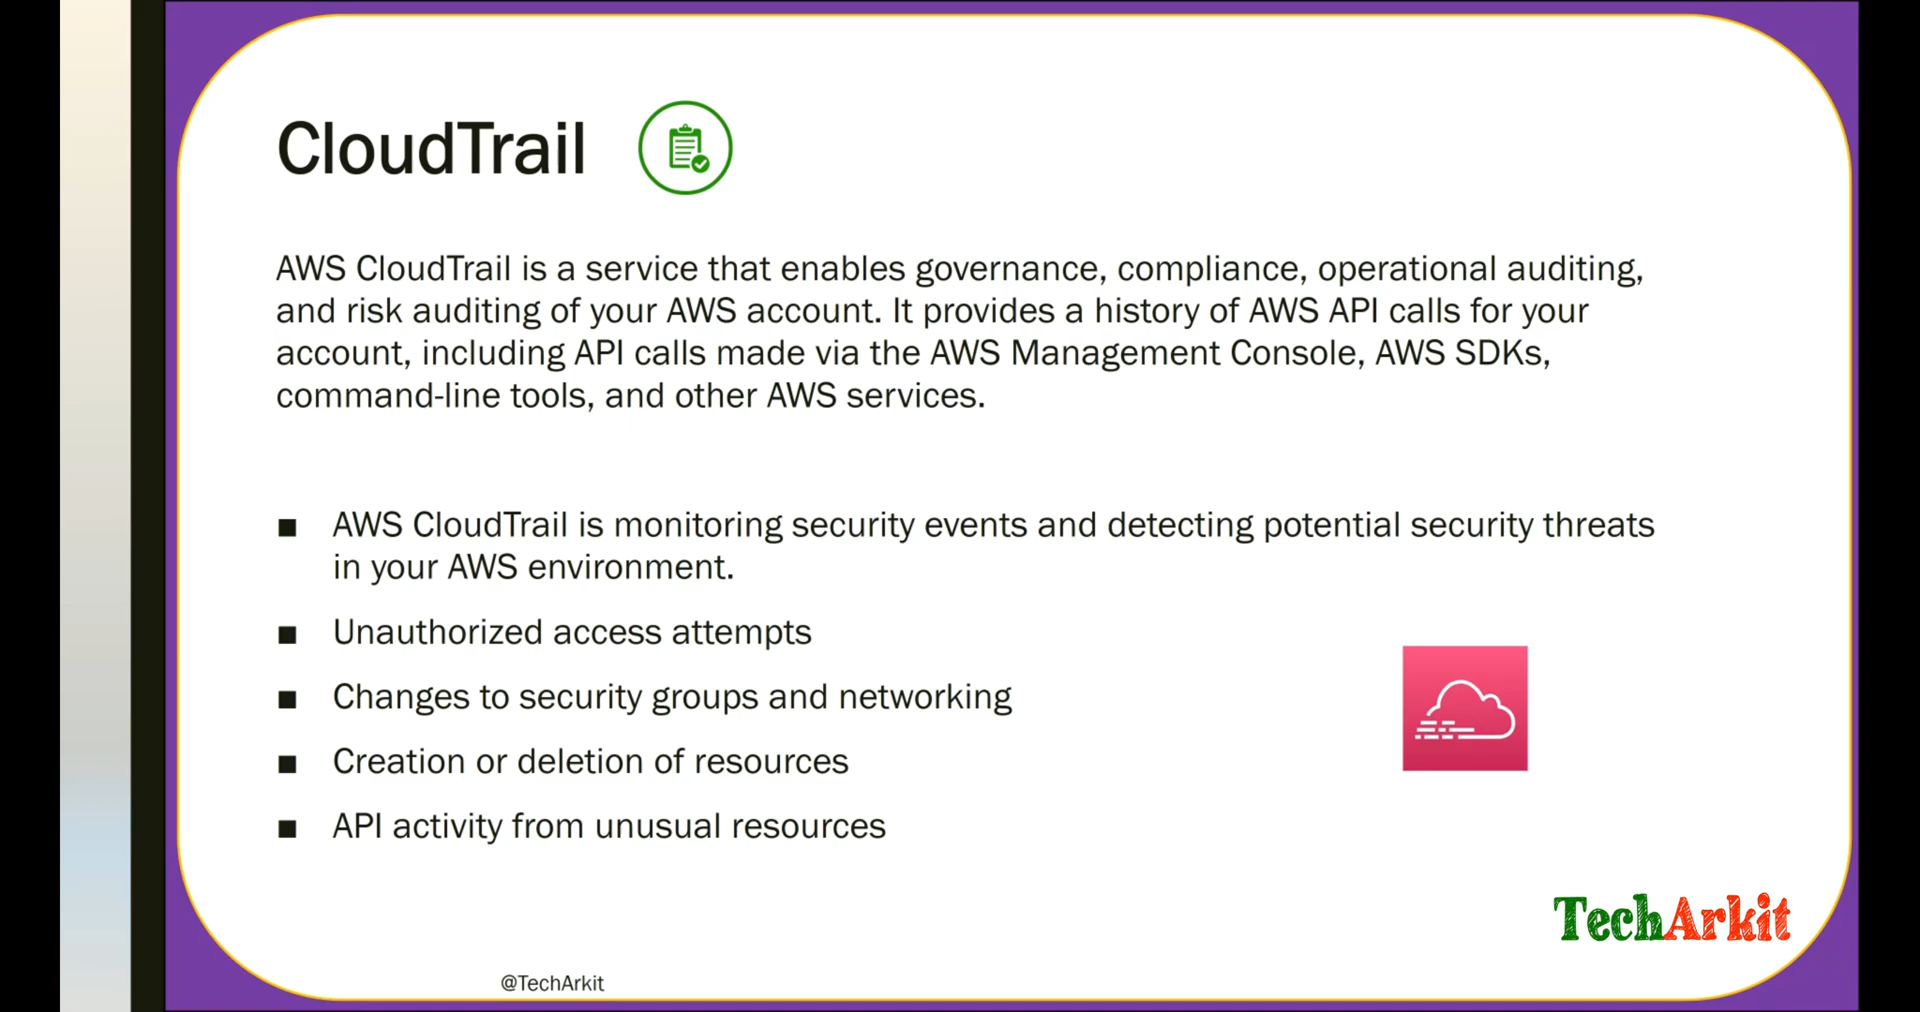 CloudTrail
AWS CloudTrail is a service that enables governance, compliance, operational auditing,
and risk auditing of your AWS account. It provides a history of AWS API calls for your
account, including API calls made via the AWS Management Console, AWS SDKs,
command-line tools, and other AWS services.
■ AWS CloudTrail is monitoring security events and detecting potential security threats
in your AWS environment.
■ Unauthorized access attempts
■ Changes to security groups and networking
■ Creation or deletion of resources
■ API activity from unusual resources
TechArkit
@TechArkit